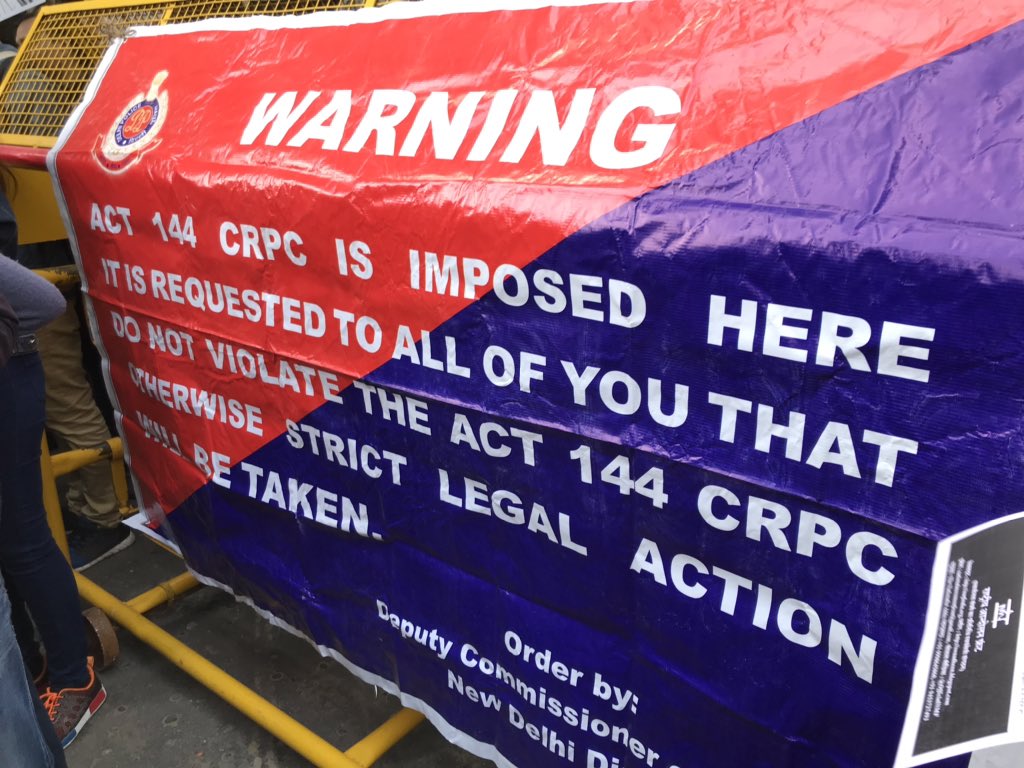 WARNING
ACT 144 CRPC IS IMPOSED HERE
IT IS REQUESTED TO ALL OF YOU THAT
DO NOT VIOLATE THE ACT 144 CRPC
OTHERWISE STRICT LEGAL ACTION
WILL BE TAKEN.
Order by:
Deputy Commissioner
New Delhi